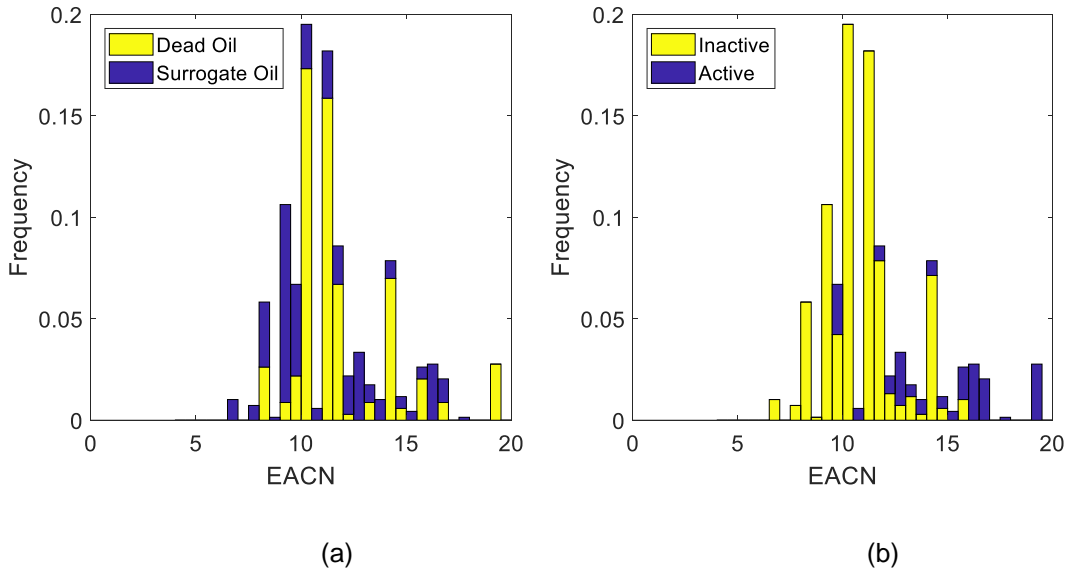 0.2
0.15
0.1
0.05
0
0
5
10
15
20
Frequency
EACN
Dead Oil
Surrogate Oil
(a)
0.2
0.15
0.1
0.05
0
0
5
10
15
20
Frequency
EACN
Inactive
Active
(b)